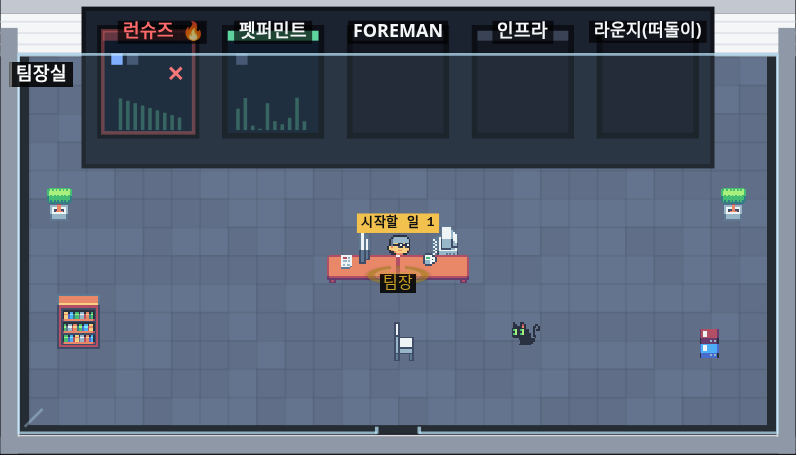 런슈즈 🔥
펫퍼민트
FOREMAN
인프라
라운지(떠돌이)
팀장실
시작할 일 1
팀장